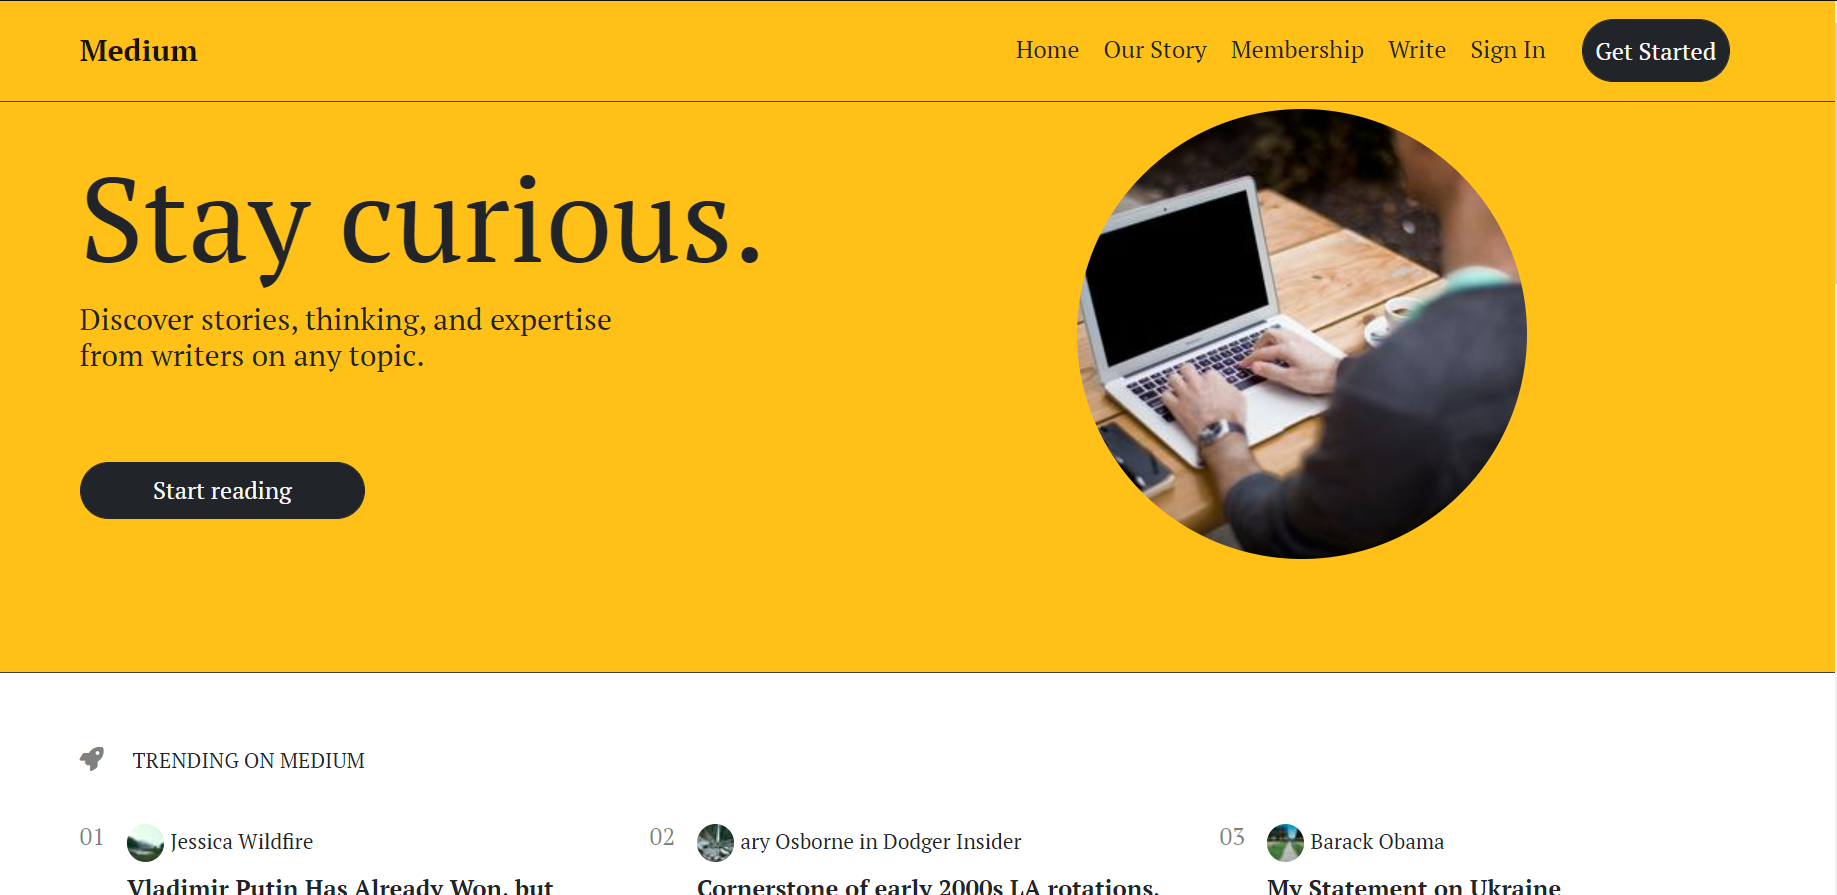 Medium
Home Our Story Membership Write Sign In Get Started
Stay curious.
Discover stories, thinking, and expertise
from writers on any topic.
Start reading
TRENDING ON MEDIUM
01 Jessica Wildfire
02 ary Osborne in Dodger Insider
03 Barack Obama
Vladimir Putin Has Already Won, but
Cornerstone of early 2000s LA rotations,
My Statement on Ukraine